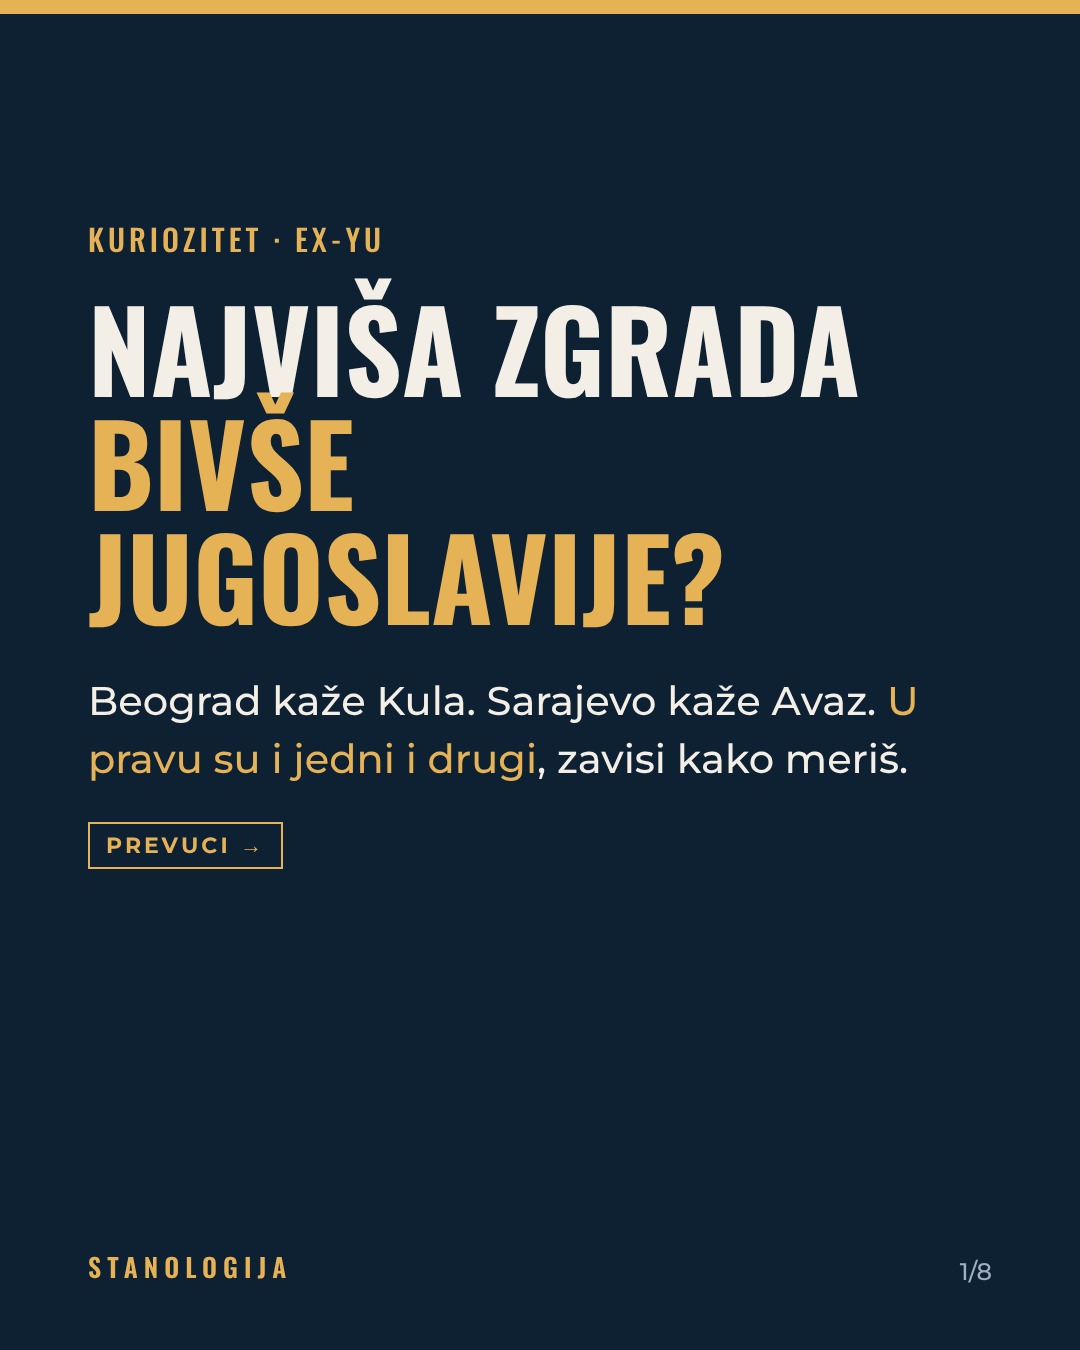 KURIOZITET · EX-YU
NAJVIŠA ZGRADA
BIVŠE
JUGOSLAVIJE?
Beograd kaže Kula. Sarajevo kaže Avaz. U
pravu su i jedni i drugi, zavisi kako meriš.
PREVUCI →
STANOLOGIJA
1/8